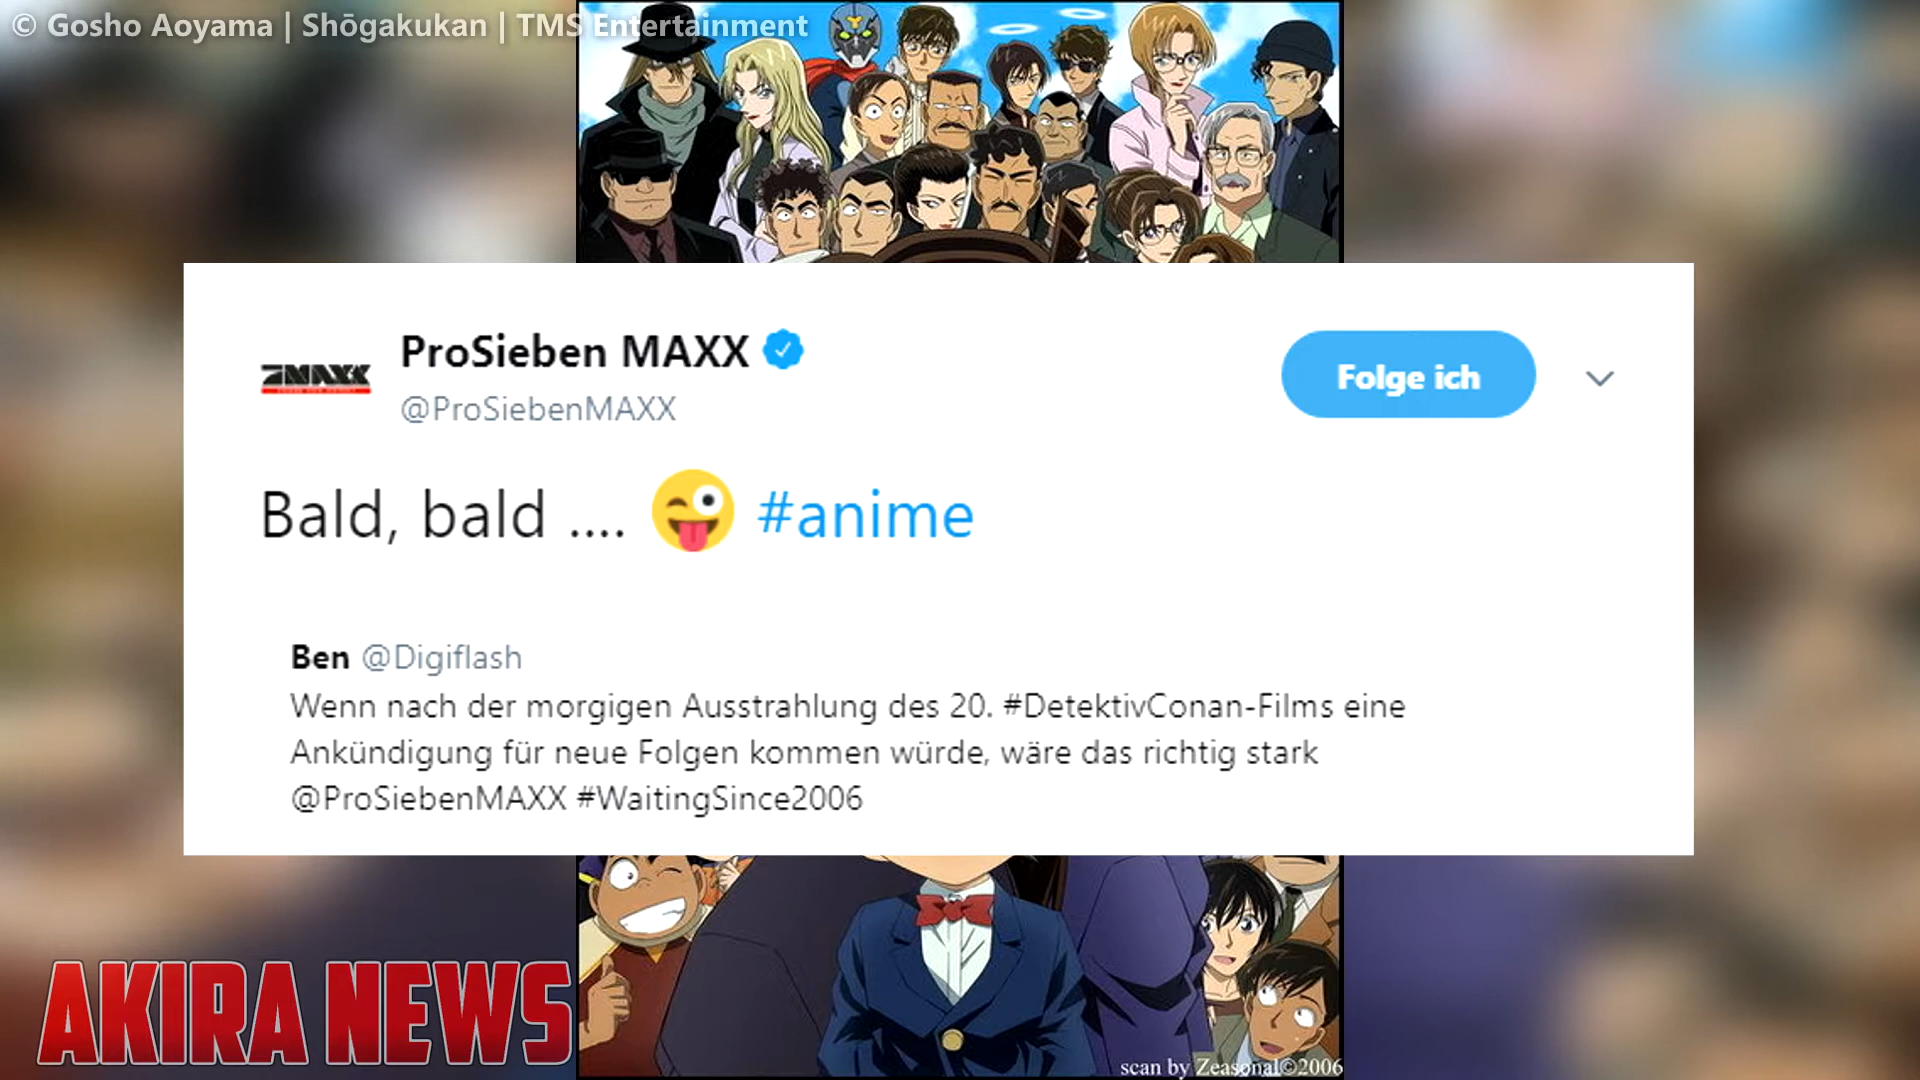 © Gosho Aoyama | Shōgakukan | TMS Entertainment
ProSieben MAXX
@ProSiebenMAXX
Folge ich
Bald, bald .... 😜 #anime
Ben @Digiflash
Wenn nach der morgigen Ausstrahlung des 20. #DetektivConan-Films eine
Ankündigung für neue Folgen kommen würde, wäre das richtig stark
@ProSiebenMAXX #WaitingSince2006
AKIRA NEWS
scan by Zeasonal©2006